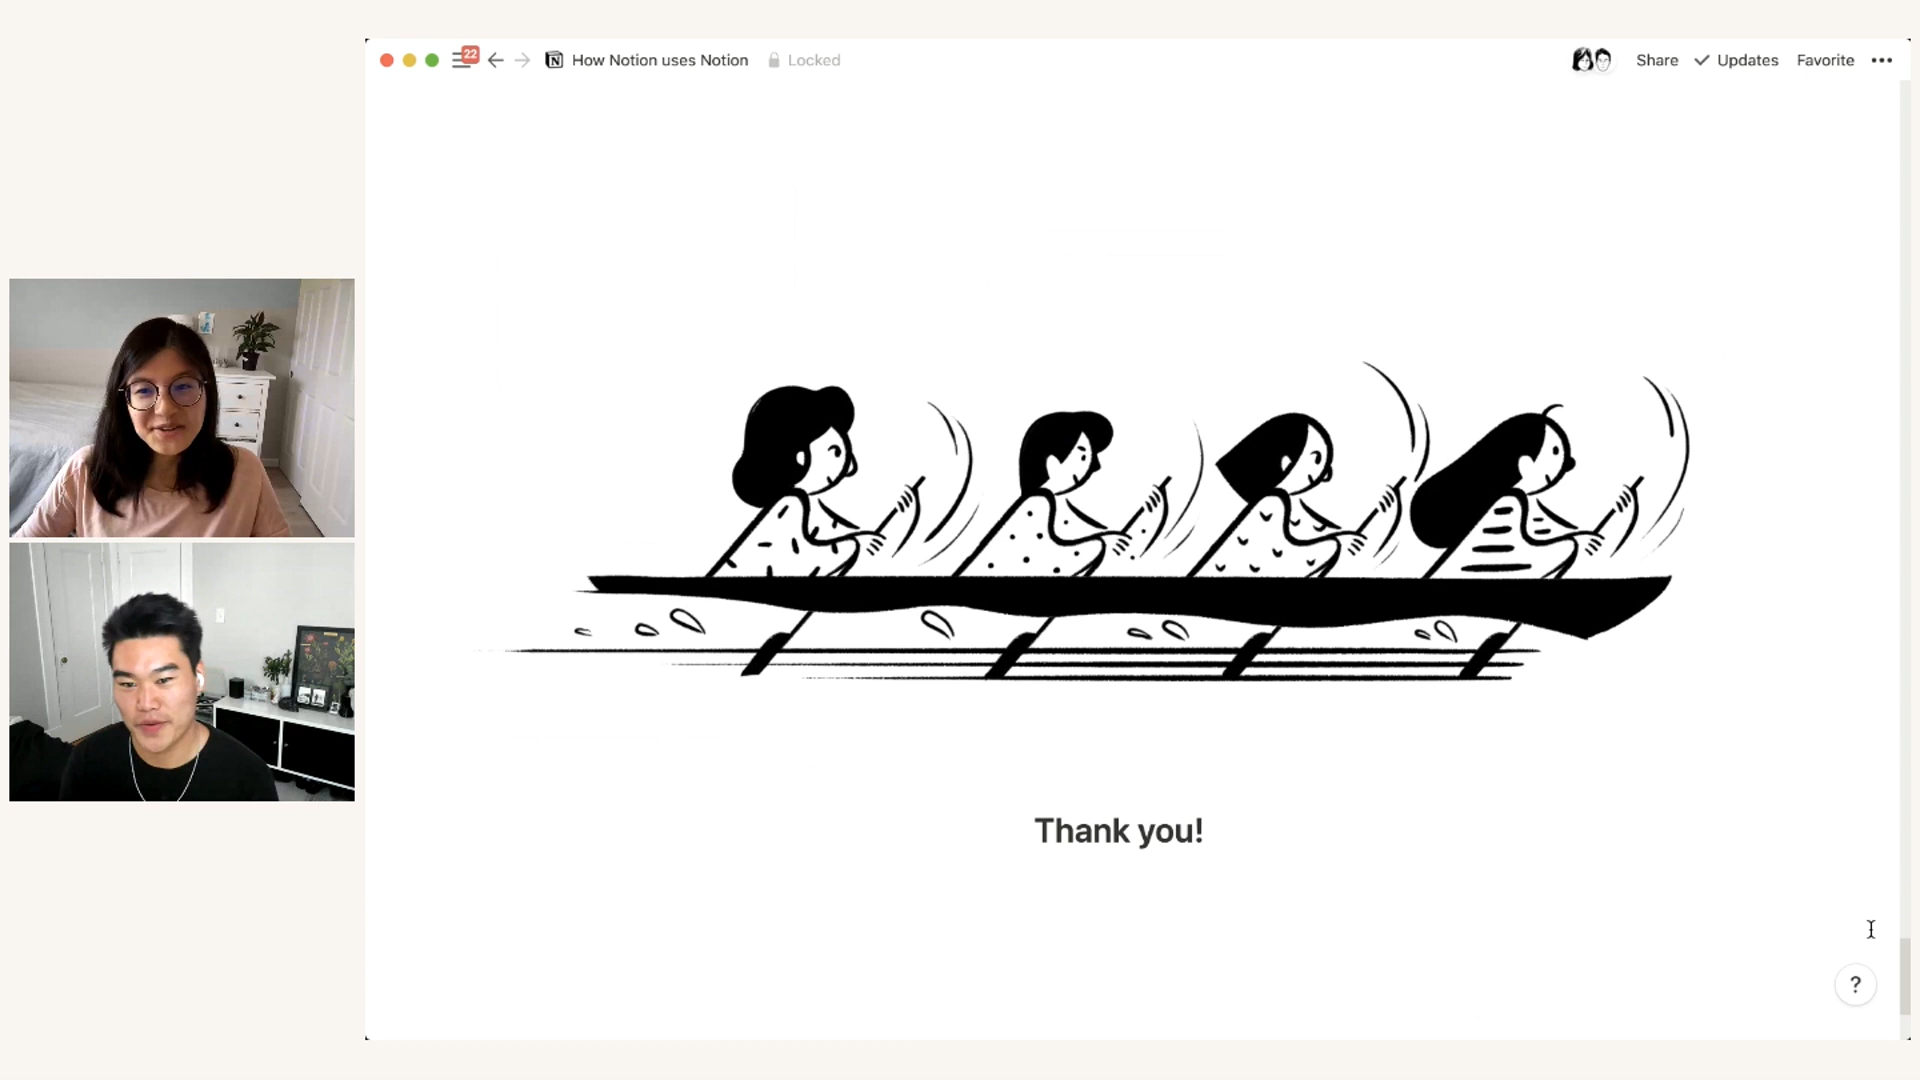 22
How Notion uses Notion
Locked
Share
Updates
Favorite
Thank you!
?